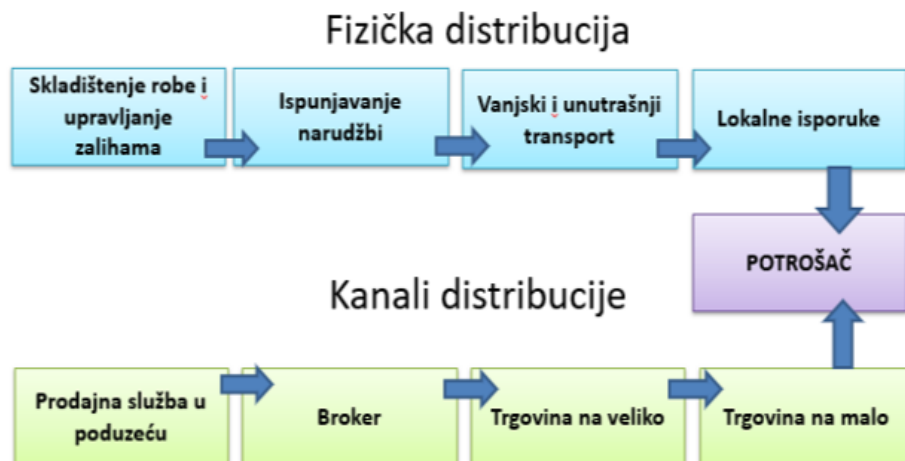 Fizička distribucija
Skladištenje robe i
upravljanje
zalihama
Ispunjavanje
narudžbi
Vanjski i unutrašnji
transport
Lokalne isporuke
POTROŠAČ
Kanali distribucije
Prodajna služba u
poduzeću
Broker
Trgovina na veliko
Trgovina na malo